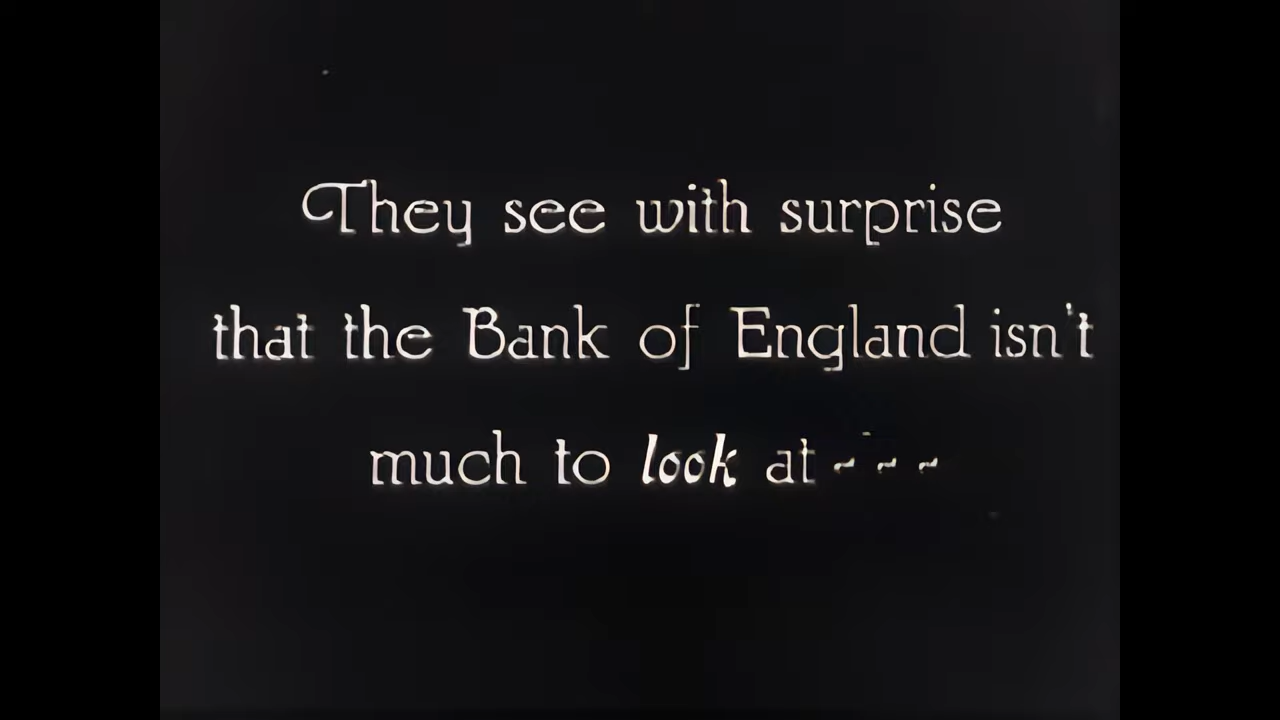 They see with surprise
that the Bank of England isn't
much to look at - - -